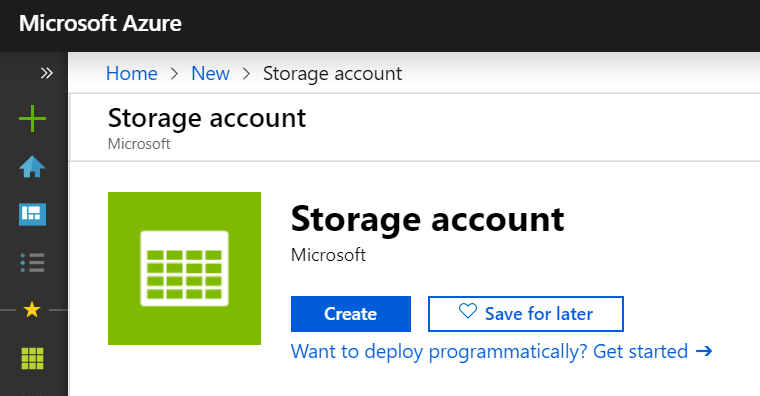 Microsoft Azure
Home > New > Storage account
Storage account
Microsoft
Storage account
Microsoft
Create
Save for later
Want to deploy programmatically? Get started →